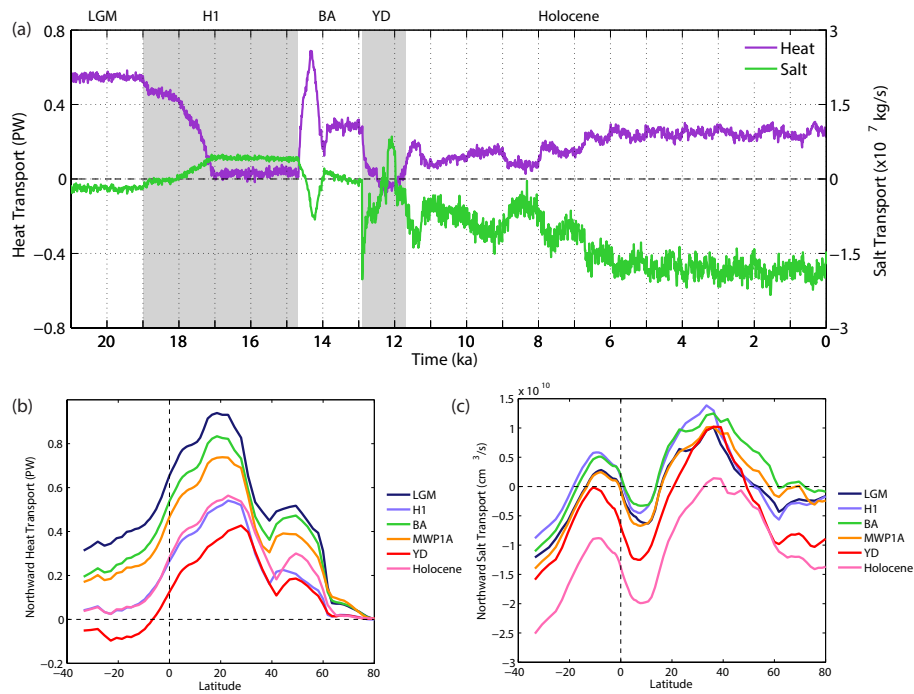 LGM H1 BA YD Holocene
(a)
0.8 3
Heat
Salt
0.4 1.5
0 0
−0.4 −1.5
−0.8 −3
Heat Transport (PW)
Salt Transport (x10 ⁷ kg/s)
20 18 16 14 12 10 8 6 4 2 0
Time (ka)
(b)
0.8
0.6
0.4
0.2
0
−0.2
Northward Heat Transport (PW)
−40 −20 0 20 40 60 80
Latitude
LGM
H1
BA
MWP1A
YD
Holocene
(c)
x 10 ¹⁰
1.5
1
0.5
0
−0.5
−1
−1.5
−2
−2.5
−3
Northward Salt Transport (cm ³/s)
−40 −20 0 20 40 60 80
Latitude
LGM
H1
BA
MWP1A
YD
Holocene